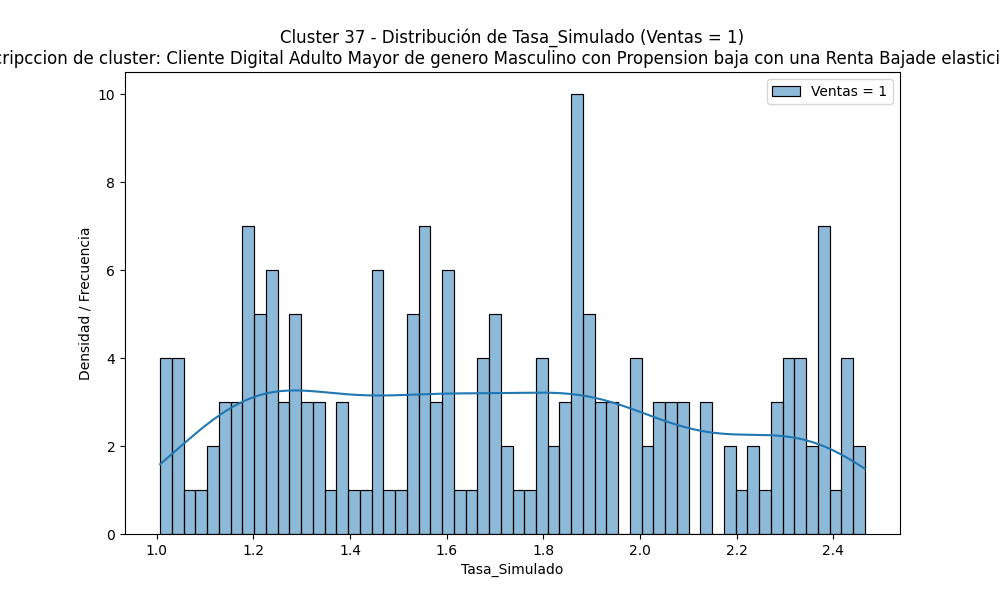 Cluster 37 - Distribución de Tasa_Simulado (Ventas = 1)
cripccion de cluster: Cliente Digital Adulto Mayor de genero Masculino con Propension baja con una Renta Bajade elastici
Ventas = 1
Densidad / Frecuencia
10
8
6
4
2
0
1.0 1.2 1.4 1.6 1.8 2.0 2.2 2.4
Tasa_Simulado